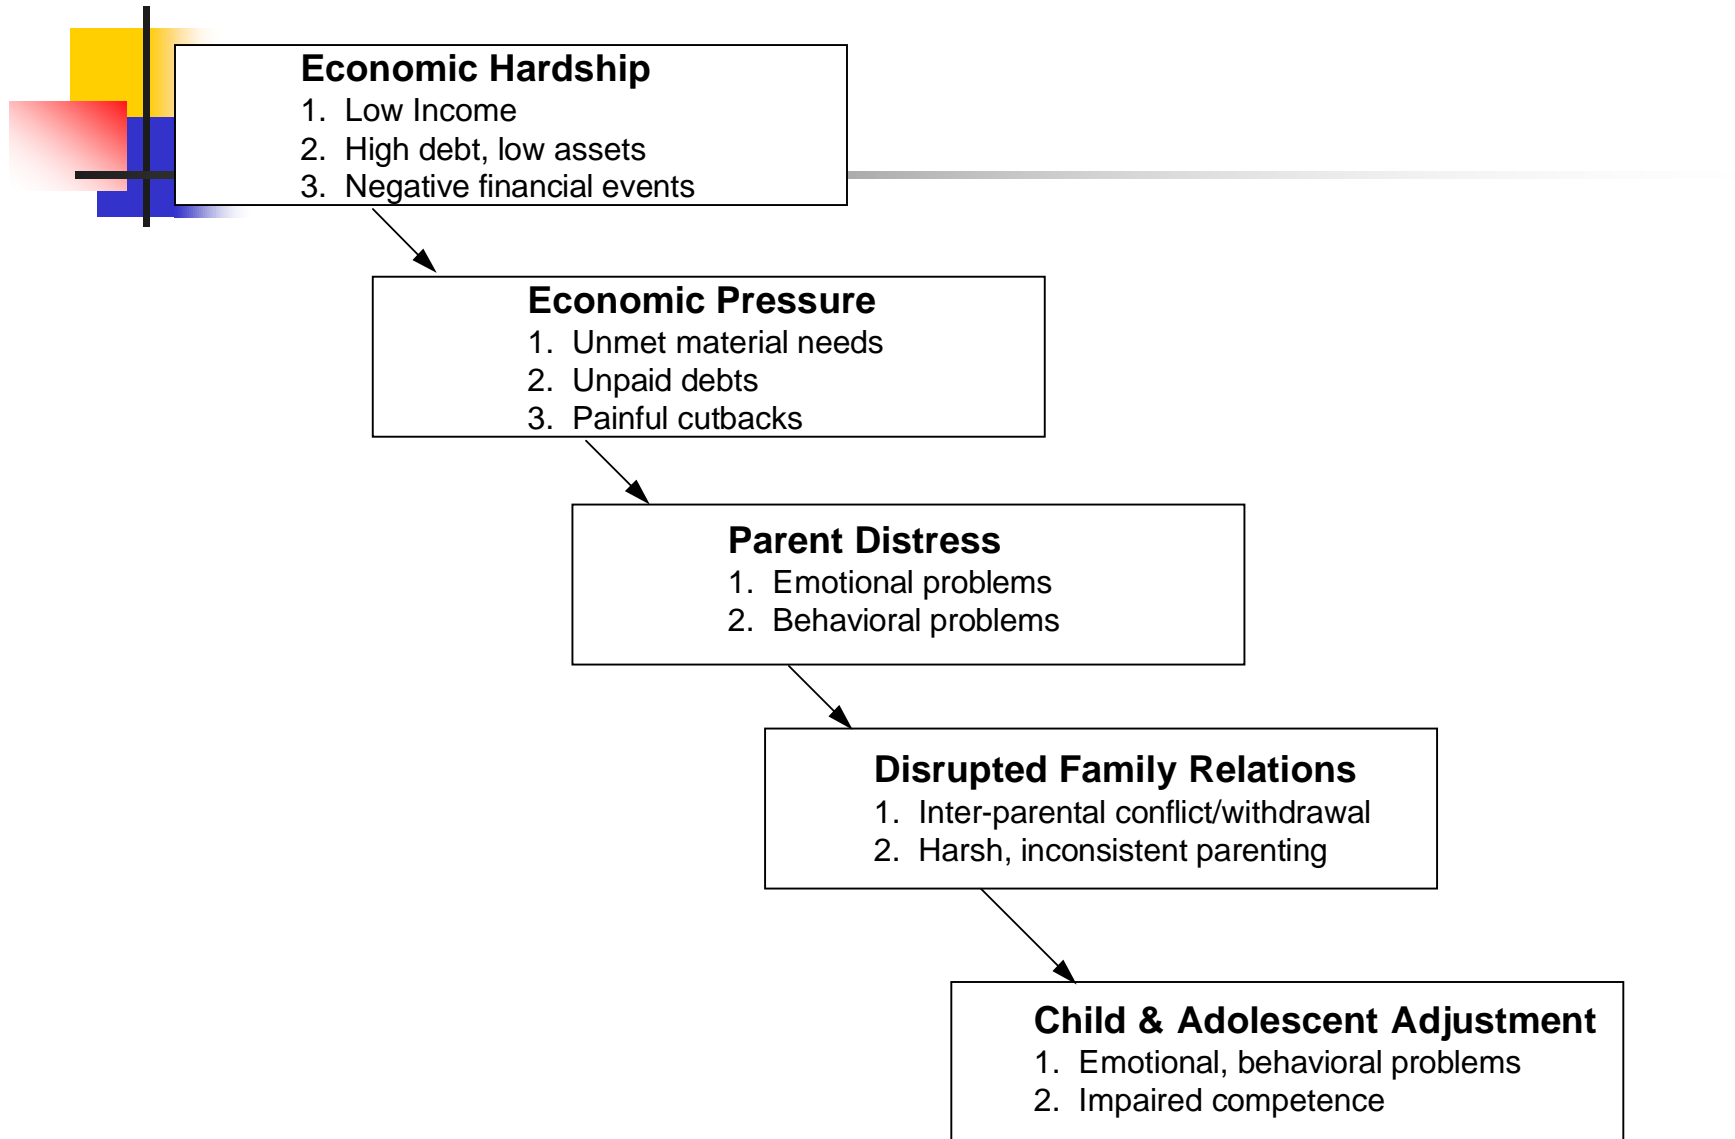 Economic Hardship
1. Low Income
2. High debt, low assets
3. Negative financial events
Economic Pressure
1. Unmet material needs
2. Unpaid debts
3. Painful cutbacks
Parent Distress
1. Emotional problems
2. Behavioral problems
Disrupted Family Relations
1. Inter-parental conflict/withdrawal
2. Harsh, inconsistent parenting
Child & Adolescent Adjustment
1. Emotional, behavioral problems
2. Impaired competence